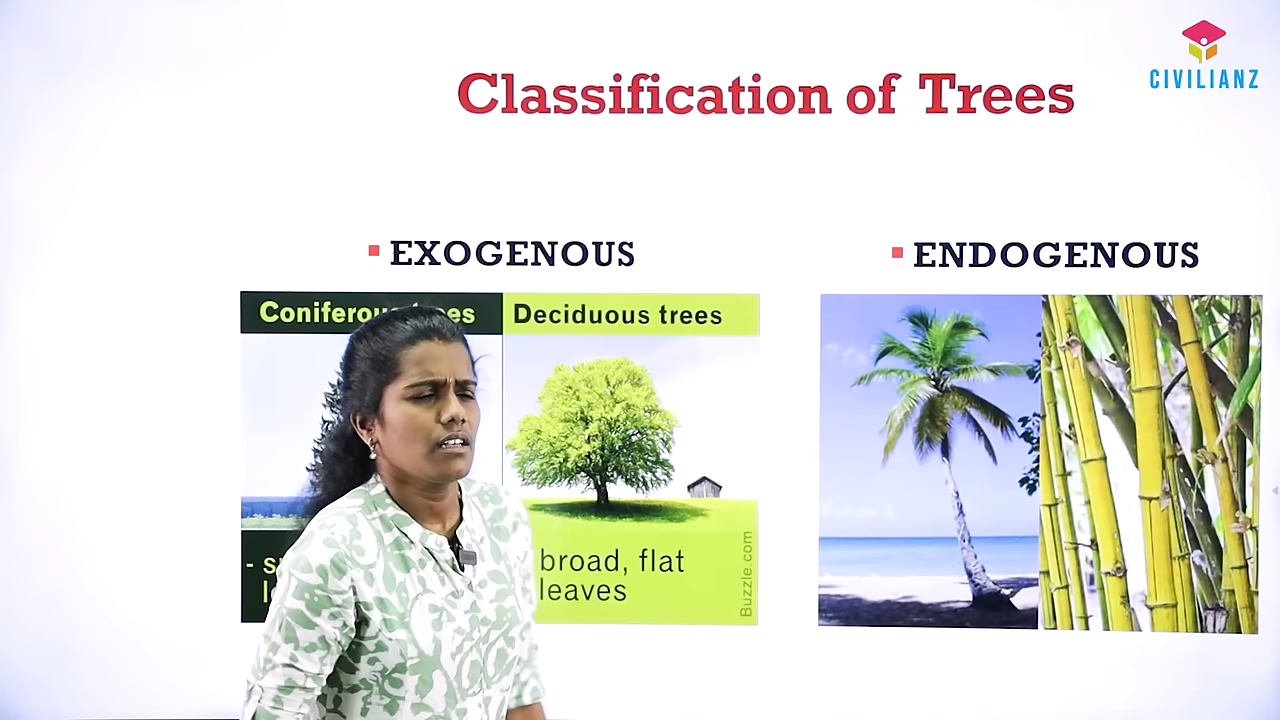 CIVILIANZ
Classification of Trees
▪ EXOGENOUS
▪ ENDOGENOUS
Deciduous trees
broad, flat
leaves
Buzzle.com